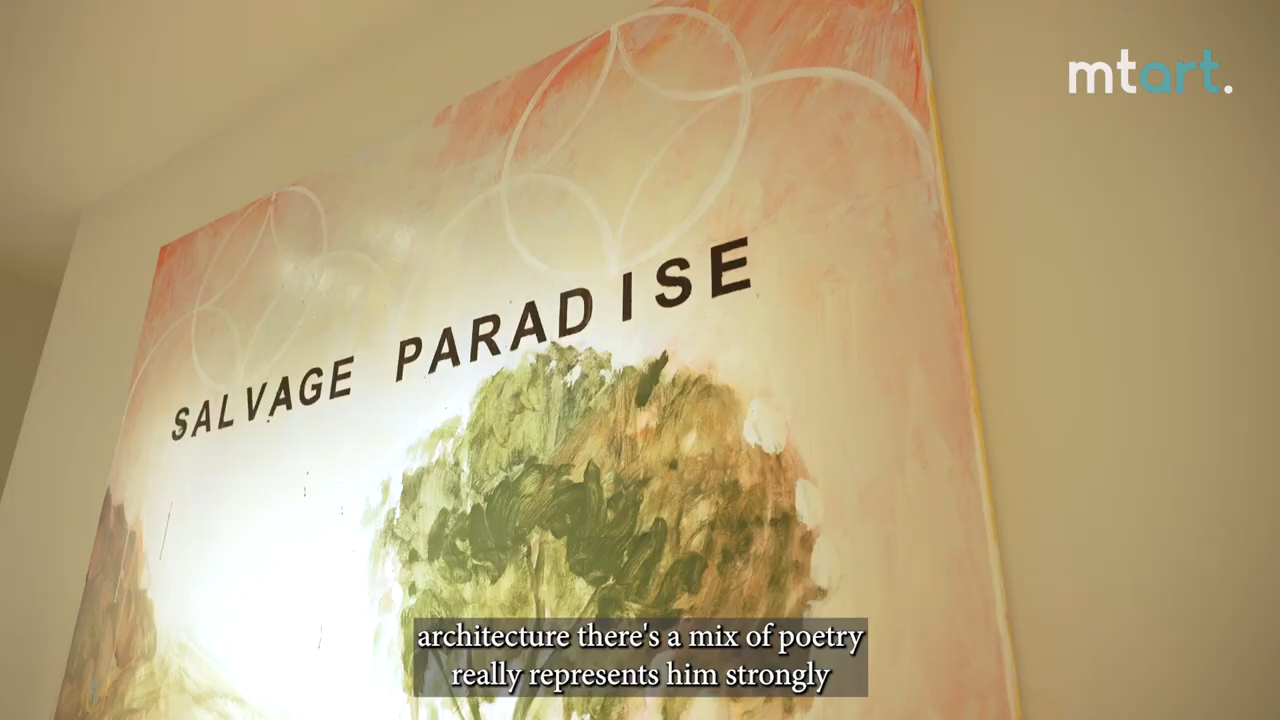 mtart.
SALVAGE PARADISE
architecture there's a mix of poetry
really represents him strongly